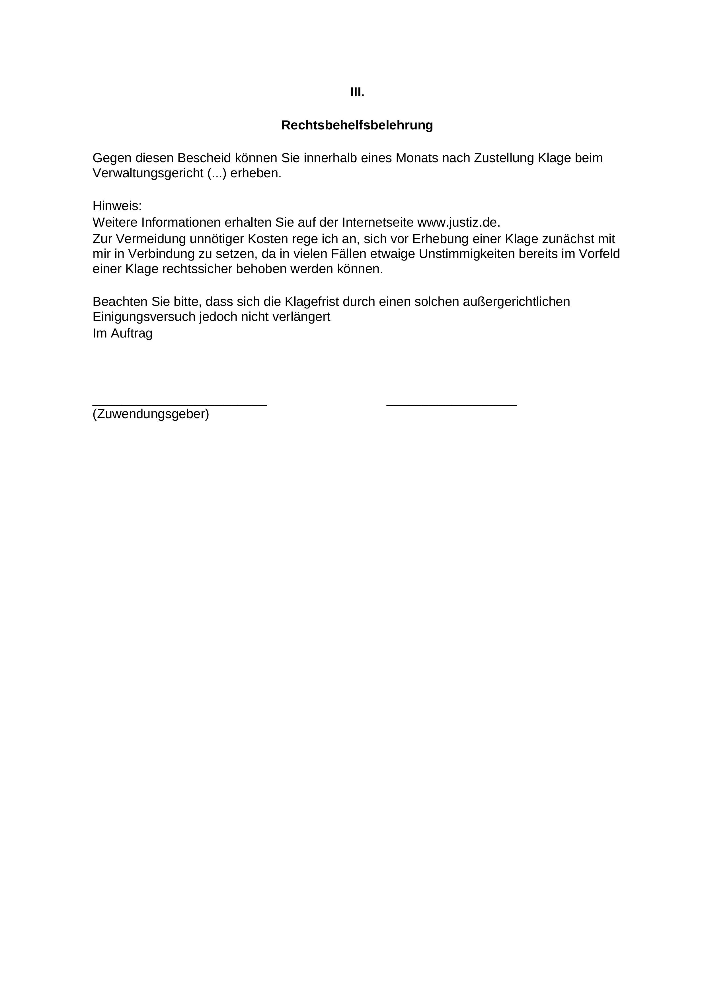 III.
Rechtsbehelfsbelehrung
Gegen diesen Bescheid können Sie innerhalb eines Monats nach Zustellung Klage beim
Verwaltungsgericht (...) erheben.
Hinweis:
Weitere Informationen erhalten Sie auf der Internetseite www.justiz.de.
Zur Vermeidung unnötiger Kosten rege ich an, sich vor Erhebung einer Klage zunächst mit
mir in Verbindung zu setzen, da in vielen Fällen etwaige Unstimmigkeiten bereits im Vorfeld
einer Klage rechtssicher behoben werden können.
Beachten Sie bitte, dass sich die Klagefrist durch einen solchen außergerichtlichen
Einigungsversuch jedoch nicht verlängert
Im Auftrag
________________________ __________________
(Zuwendungsgeber)